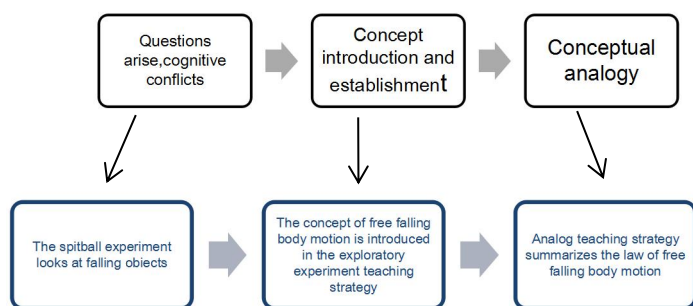 Questions
arise,cognitive
conflicts
Concept
introduction and
establishment
Conceptual
analogy
The spitball experiment
looks at falling objects
The concept of free falling
body motion is introduced
in the exploratory
experiment teaching
strategy
Analog teaching strategy
summarizes the law of free
falling body motion